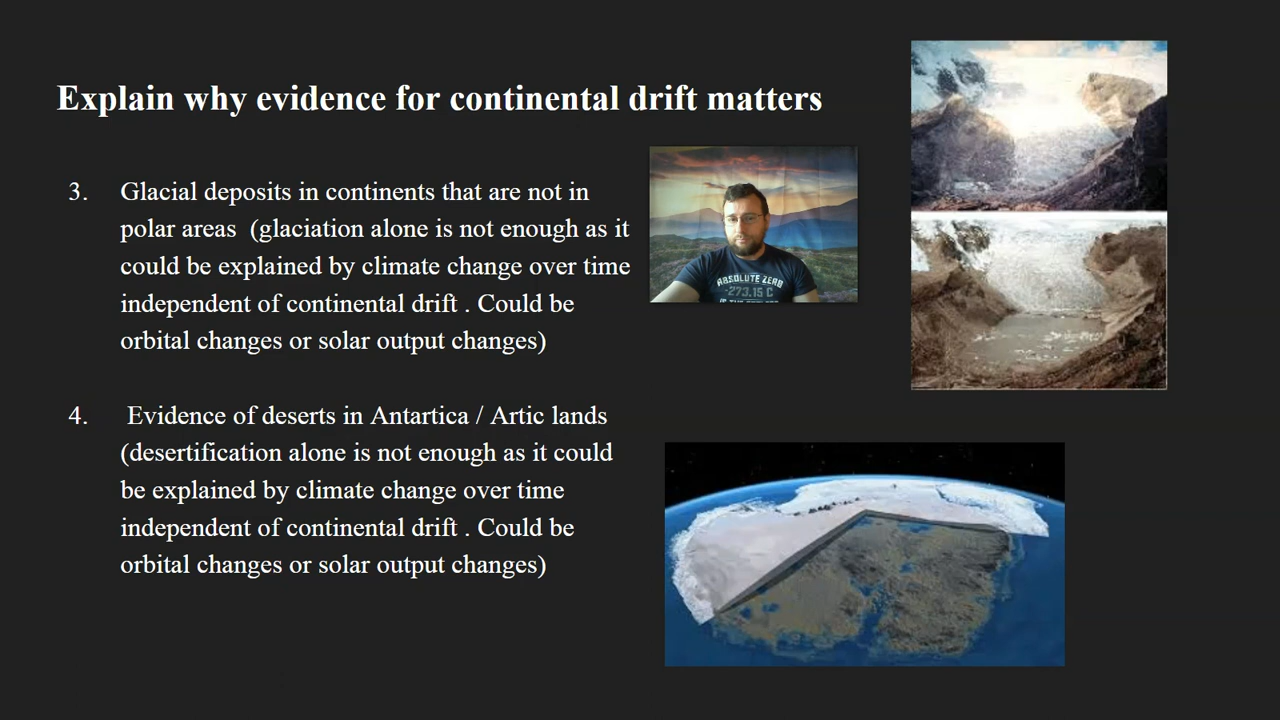 Explain why evidence for continental drift matters
3. Glacial deposits in continents that are not in
polar areas (glaciation alone is not enough as it
could be explained by climate change over time
independent of continental drift . Could be
orbital changes or solar output changes)
4. Evidence of deserts in Antartica / Artic lands
(desertification alone is not enough as it could
be explained by climate change over time
independent of continental drift . Could be
orbital changes or solar output changes)
ABSOLUTE ZERO
-273.15 C